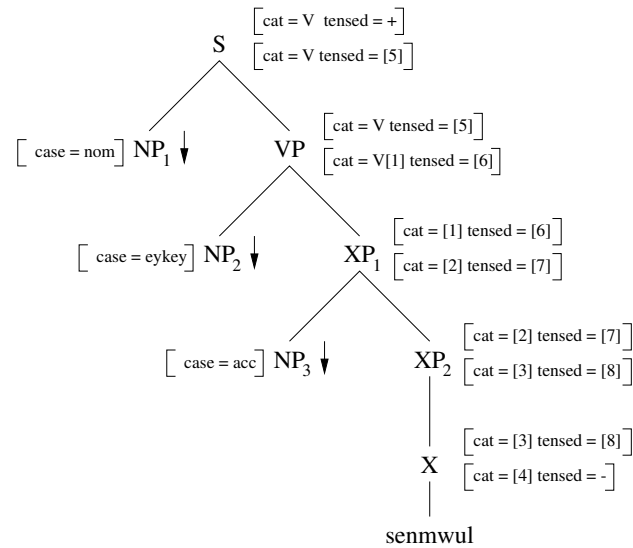 [cat = V tensed = +]
S
[cat = V tensed = [5]]
[ case = nom] NP₁ ↓
VP
[cat = V tensed = [5]]
[cat = V[1] tensed = [6]]
[ case = eykey] NP₂ ↓
XP₁
[cat = [1] tensed = [6]]
[cat = [2] tensed = [7]]
[ case = acc] NP₃ ↓
XP₂
[cat = [2] tensed = [7]]
[cat = [3] tensed = [8]]
X
[cat = [3] tensed = [8]]
[cat = [4] tensed = -]
senmwul